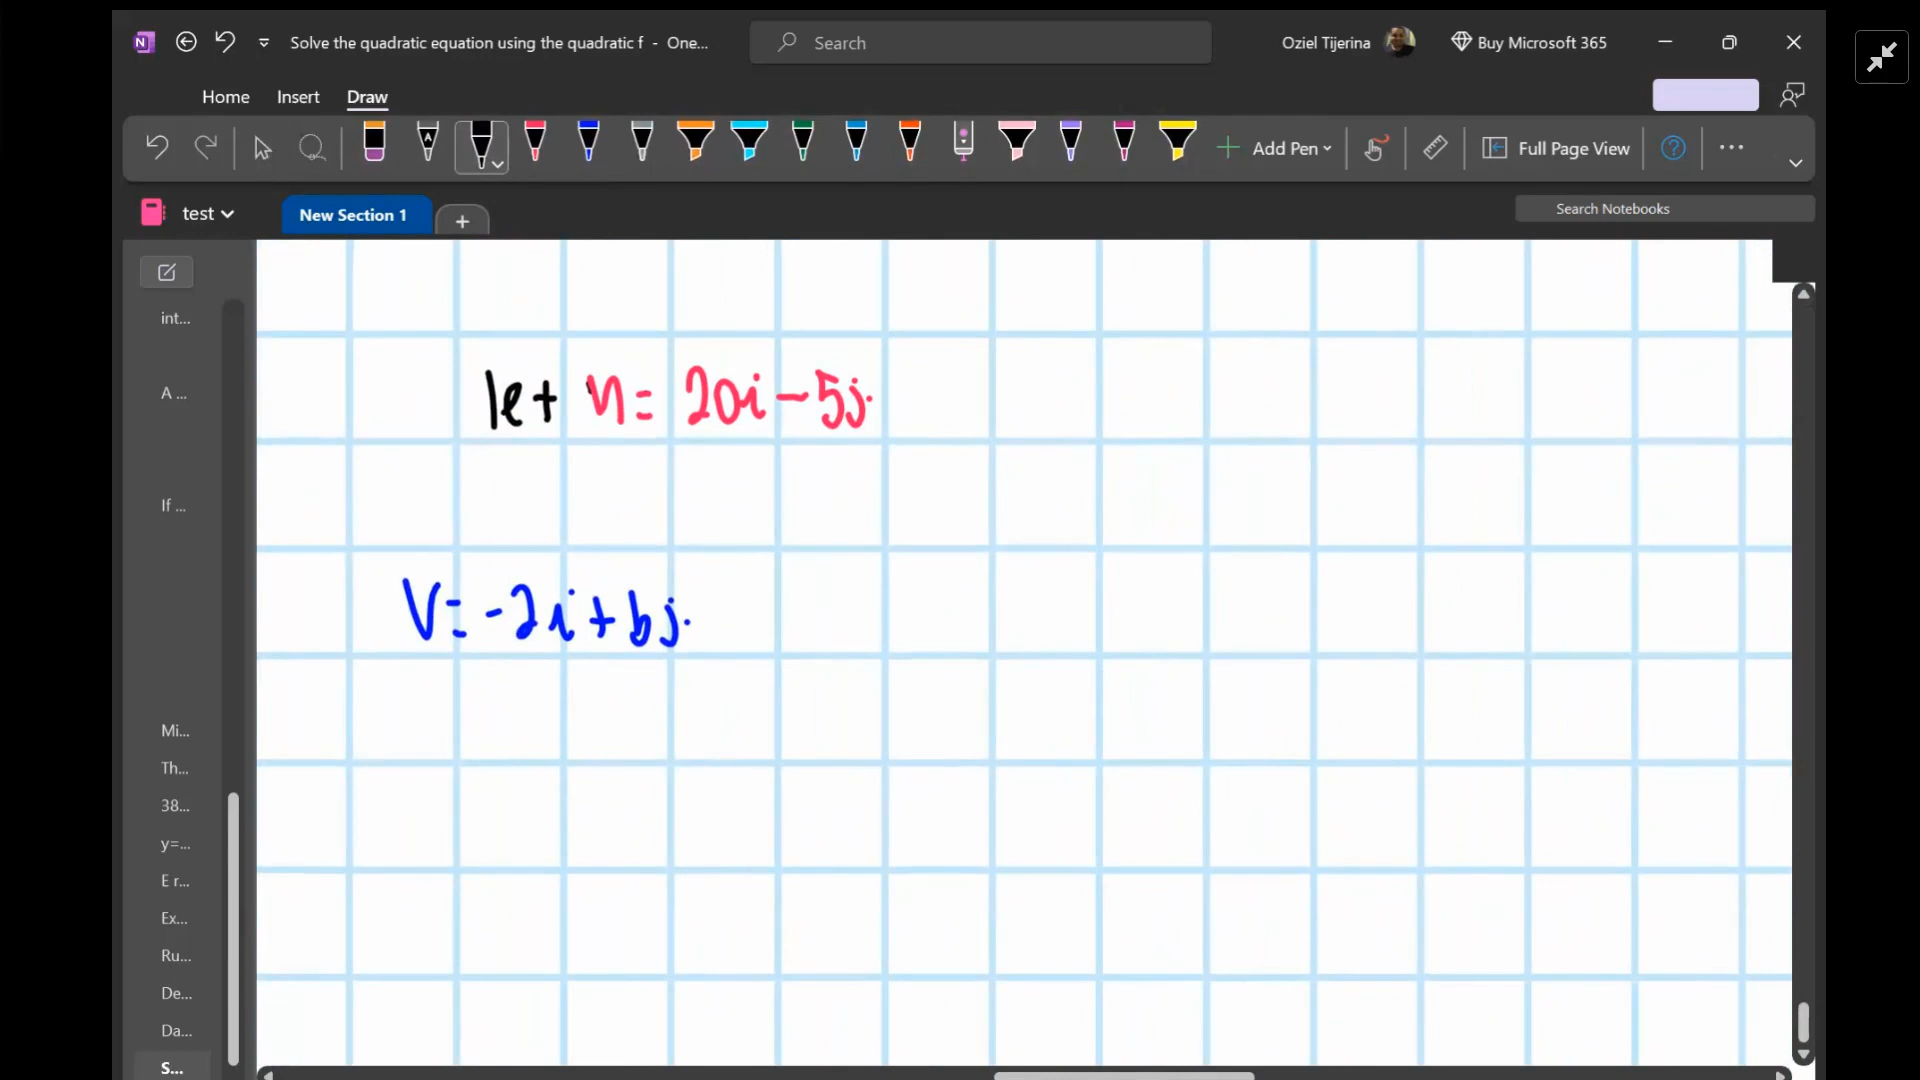 Solve the quadratic equation using the quadratic f - One...
Search
Oziel Tijerina
Buy Microsoft 365
Home Insert Draw
Add Pen
Full Page View
test
New Section 1
Search Notebooks
int...
A ...
If ...
Mi...
Th...
38...
y=...
E r...
Ex...
Ru...
De...
Da...
S...
let n = 20i - 5j.
V = -2i + bj.